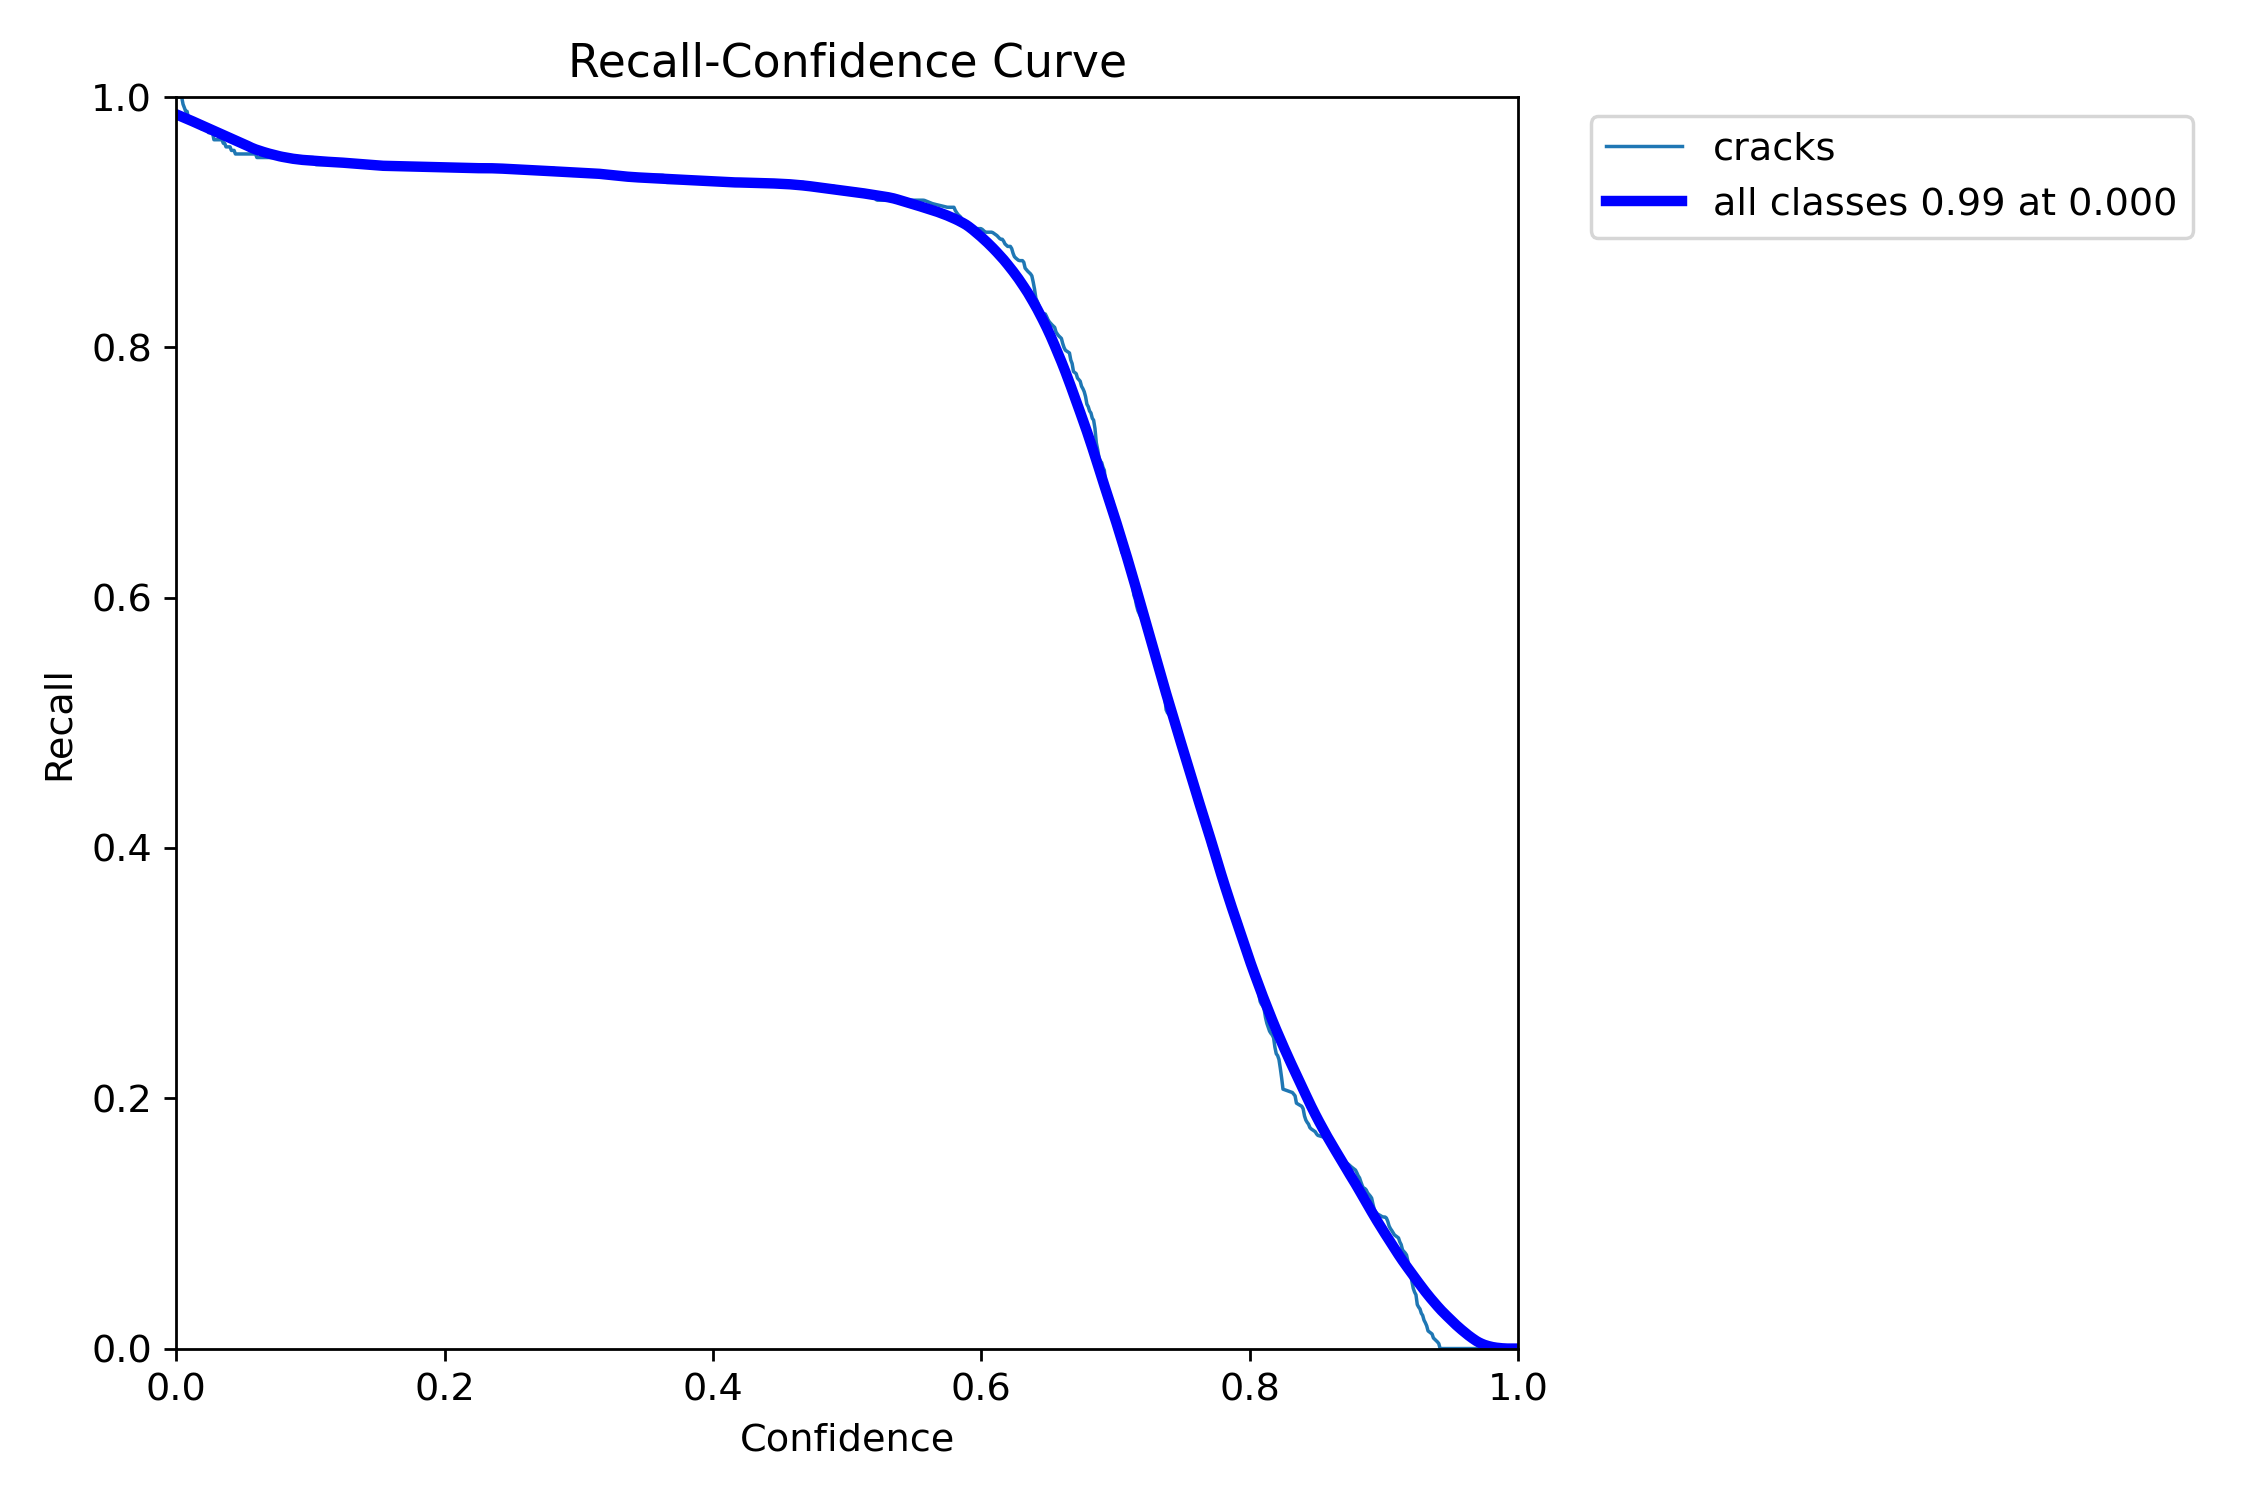 Recall-Confidence Curve
1.0
0.8
0.6
0.4
0.2
0.0
Recall
0.0 0.2 0.4 0.6 0.8 1.0
Confidence
cracks
all classes 0.99 at 0.000